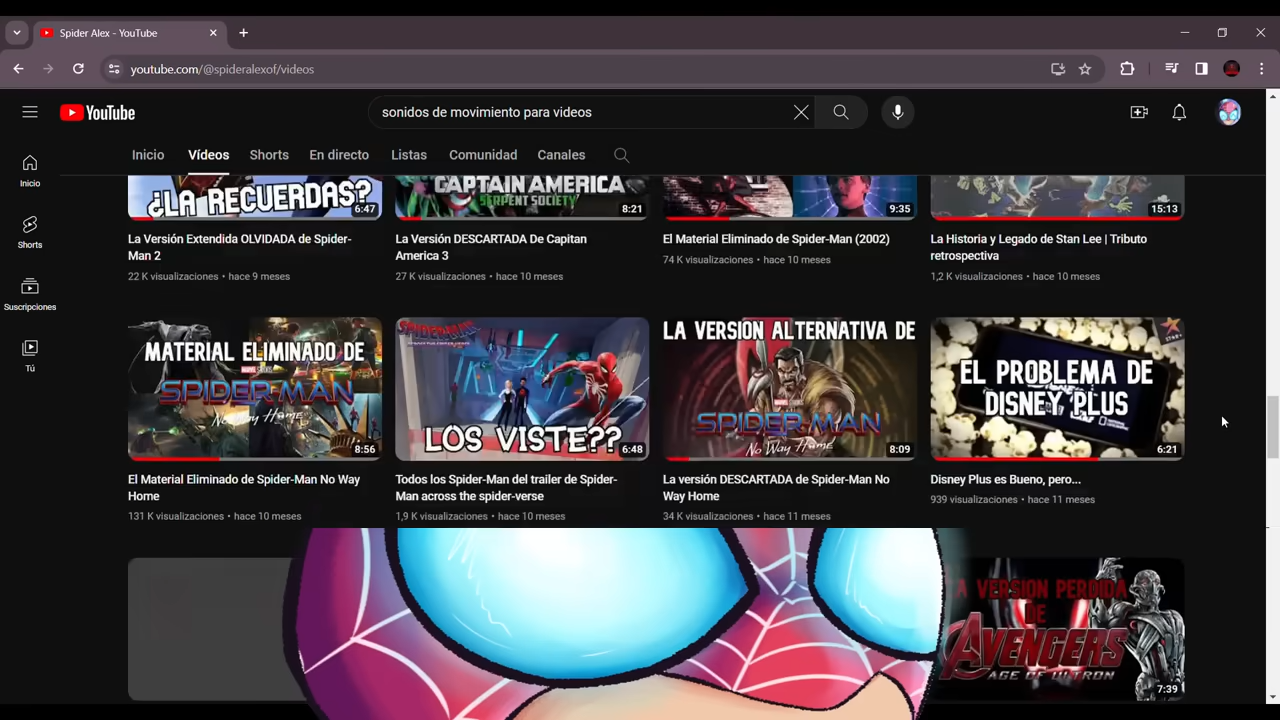 Spider Alex - YouTube
youtube.com/@spideralexof/videos
YouTube
sonidos de movimiento para videos
Inicio
Vídeos
Shorts
En directo
Listas
Comunidad
Canales
Inicio
Shorts
Suscripciones
Tú
¿LA RECUERDAS?
6:47
La Versión Extendida OLVIDADA de Spider-
Man 2
22 K visualizaciones • hace 9 meses
CAPTAIN AMERICA
SERPENT SOCIETY
8:21
La Versión DESCARTADA De Capitan
America 3
27 K visualizaciones • hace 10 meses
9:35
El Material Eliminado de Spider-Man (2002)
74 K visualizaciones • hace 10 meses
15:13
La Historia y Legado de Stan Lee | Tributo
retrospectiva
1,2 K visualizaciones • hace 10 meses
MATERIAL ELIMINADO DE
SPIDER-MAN
No Way Home
8:56
El Material Eliminado de Spider-Man No Way
Home
131 K visualizaciones • hace 10 meses
SPIDER-MAN
LOS VISTE??
6:48
Todos los Spider-Man del trailer de Spider-
Man across the spider-verse
1,9 K visualizaciones • hace 10 meses
LA VERSION ALTERNATIVA DE
SPIDER-MAN
No Way Home
8:09
La versión DESCARTADA de Spider-Man No
Way Home
34 K visualizaciones • hace 11 meses
EL PROBLEMA DE
DISNEY PLUS
6:21
Disney Plus es Bueno, pero...
939 visualizaciones • hace 11 meses
A VERSION PERDIDA
DE
AVENGERS
AGE OF ULTRON
7:39